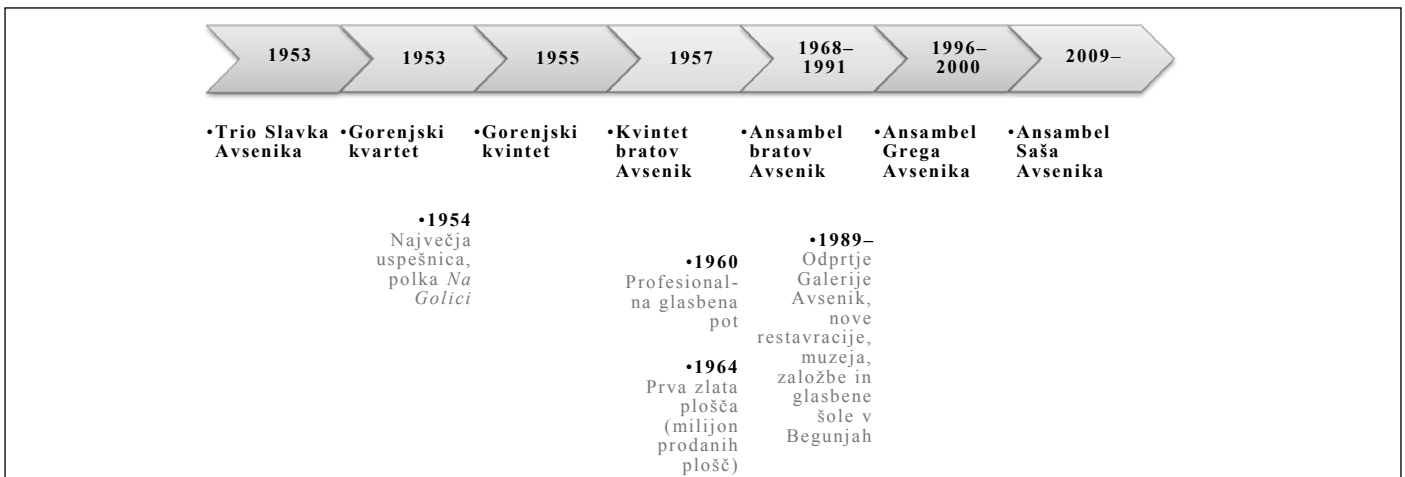 1953
1953
1955
1957
1968–
1991
1996–
2000
2009–
•Trio Slavka
Avsenika
•Gorenjski
kvartet
•Gorenjski
kvintet
•Kvintet
bratov
Avsenik
•Ansambel
bratov
Avsenik
•Ansambel
Grega
Avsenika
•Ansambel
Saša
Avsenika
•1954
Največja
uspešnica,
polka Na
Golici
•1960
Profesional-
na glasbena
pot
•1964
Prva zlata
plošča
(milijon
prodanih
plošč)
•1989–
Odprtje
Galerije
Avsenik,
nove
restavracije,
muzeja,
založbe in
glasbene
šole v
Begunjah